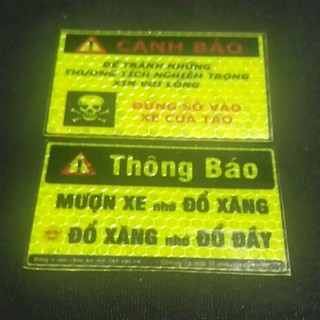 CẢNH BÁO
ĐỂ TRÁNH NHỮNG
THƯƠNG TÍCH NGHIÊM TRỌNG
XIN VUI LÒNG
ĐỪNG SỜ VÀO
XE CỦA TAO
Thông Báo
MƯỢN XE nhớ ĐỔ XĂNG
ĐỔ XĂNG nhớ ĐỔ ĐẦY